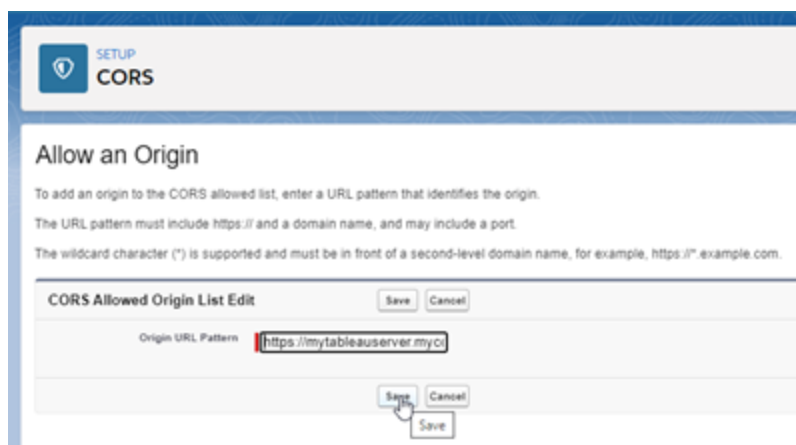 SETUP
CORS
Allow an Origin
To add an origin to the CORS allowed list, enter a URL pattern that identifies the origin.
The URL pattern must include https:// and a domain name, and may include a port.
The wildcard character (*) is supported and must be in front of a second-level domain name, for example, https://*.example.com.
CORS Allowed Origin List Edit Save Cancel
Origin URL Pattern https://mytableauserver.myco
Save Cancel
Save